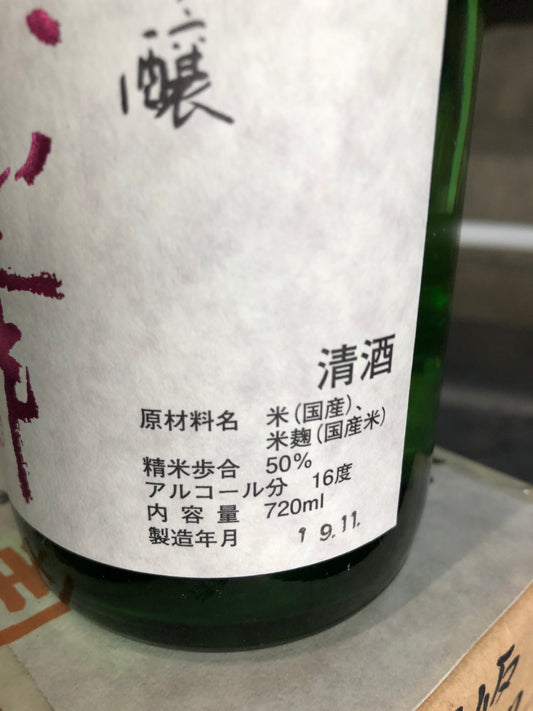 醸
清酒
原材料名 米(国産)、
米麹(国産米)
精米歩合 50%
アルコール分 16度
内容量 720ml
製造年月 19.11.